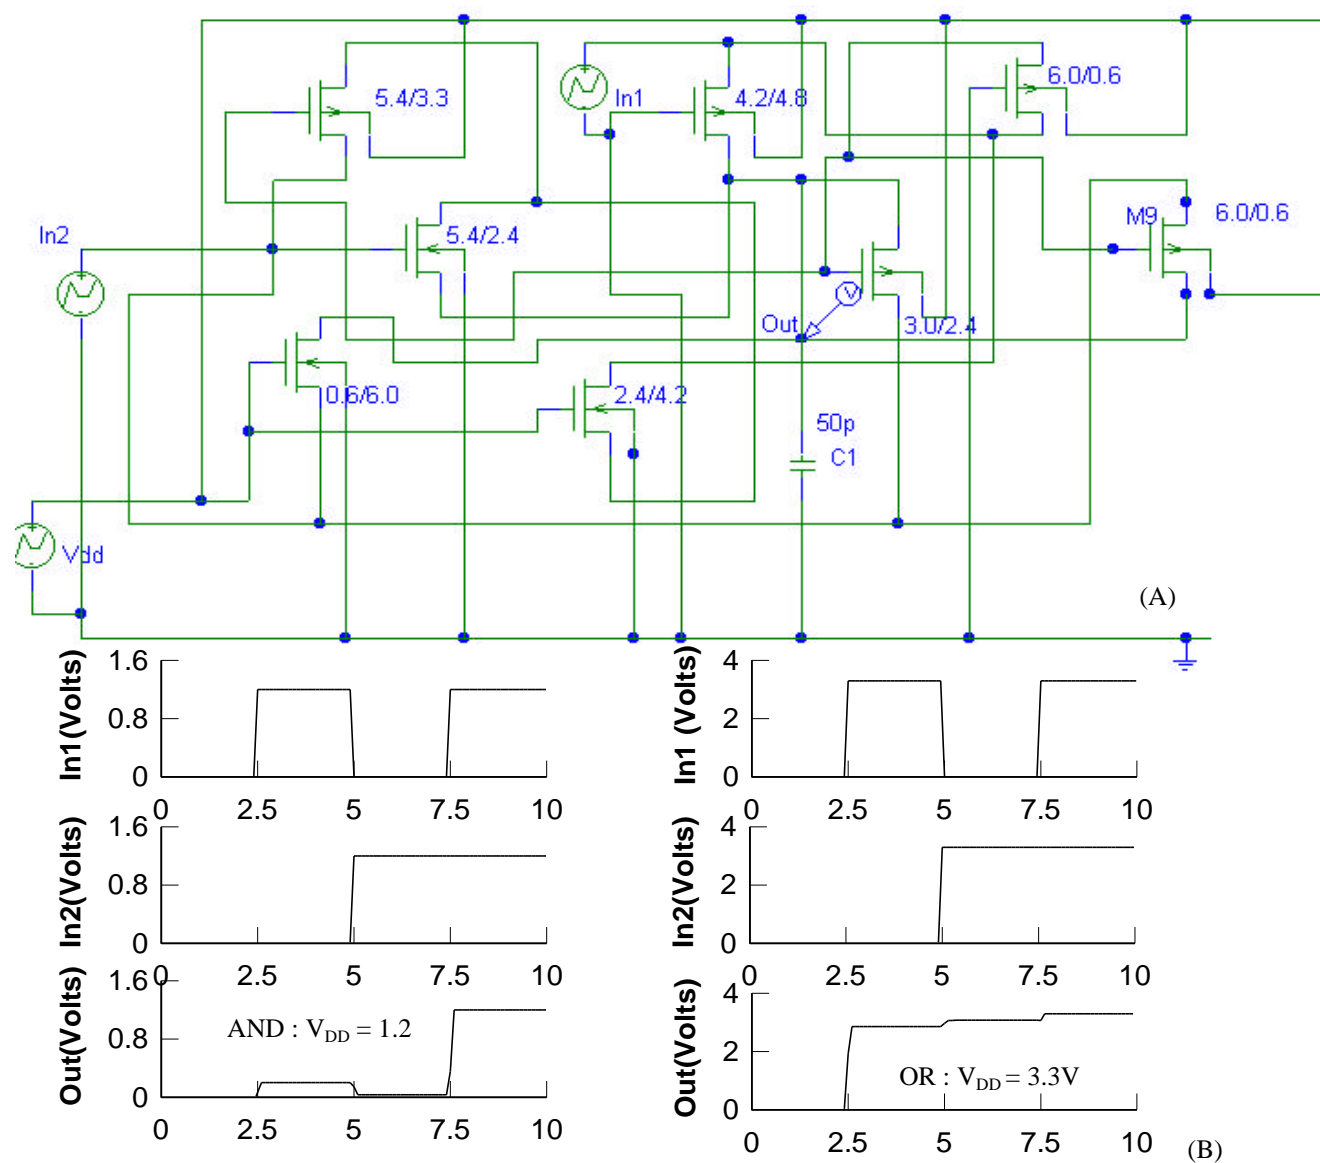 5.4/3.3
In1
4.2/4.8
6.0/0.6
In2
5.4/2.4
M9
6.0/0.6
V
Out
3.0/2.4
0.6/6.0
2.4/4.2
50p
C1
Vdd
(A)
In1(Volts)
1.6
0.8
0
0 2.5 5 7.5 10
In1 (Volts)
4
2
0
0 2.5 5 7.5 10
In2(Volts)
1.6
0.8
0
0 2.5 5 7.5 10
In2(Volts)
4
2
0
0 2.5 5 7.5 10
Out(Volts)
1.6
0.8
0
AND : VDD = 1.2
0 2.5 5 7.5 10
Out(Volts)
4
2
0
OR : VDD = 3.3V
0 2.5 5 7.5 10
(B)